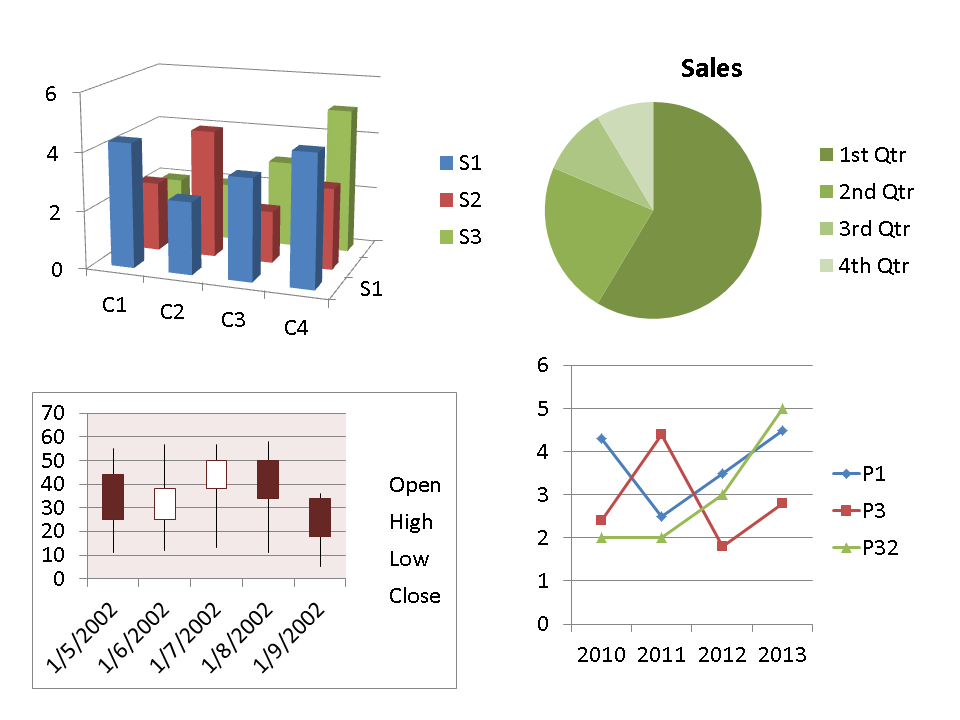 6
4
2
0
C1
C2
C3
C4
S1
S1
S2
S3
Sales
1st Qtr
2nd Qtr
3rd Qtr
4th Qtr
70
60
50
40
30
20
10
0
1/5/2002
1/6/2002
1/7/2002
1/8/2002
1/9/2002
Open
High
Low
Close
6
5
4
3
2
1
0
2010 2011 2012 2013
P1
P3
P32